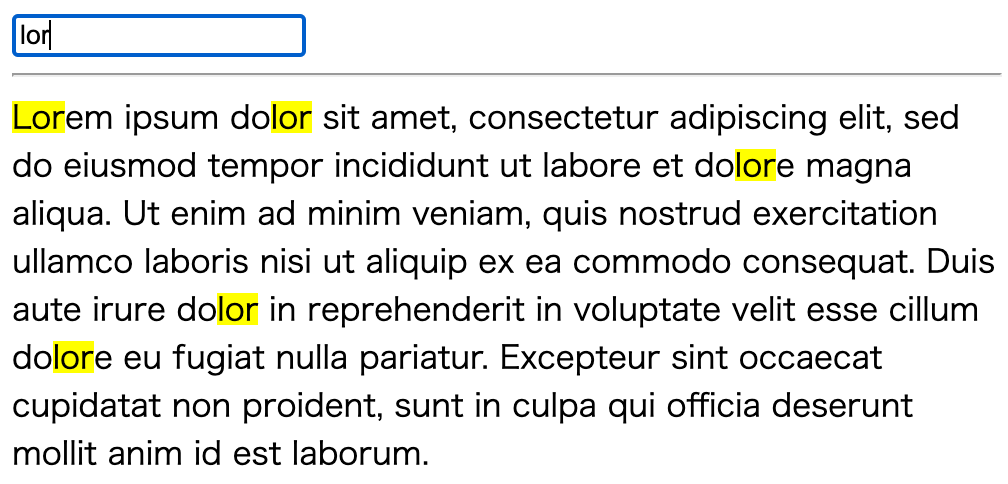 lor
Lorem ipsum dolor sit amet, consectetur adipiscing elit, sed
do eiusmod tempor incididunt ut labore et dolore magna
aliqua. Ut enim ad minim veniam, quis nostrud exercitation
ullamco laboris nisi ut aliquip ex ea commodo consequat. Duis
aute irure dolor in reprehenderit in voluptate velit esse cillum
dolore eu fugiat nulla pariatur. Excepteur sint occaecat
cupidatat non proident, sunt in culpa qui officia deserunt
mollit anim id est laborum.